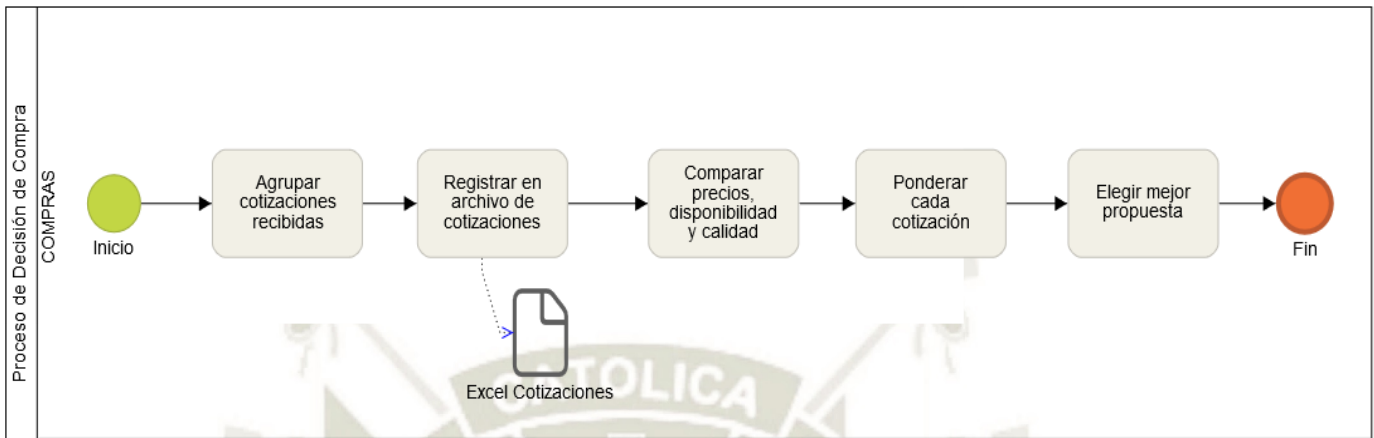 Proceso de Decisión de Compra
COMPRAS
Inicio
Agrupar
cotizaciones
recibidas
Registrar en
archivo de
cotizaciones
Comparar
precios,
disponibilidad
y calidad
Ponderar
cada
cotización
Elegir mejor
propuesta
Fin
Excel Cotizaciones
CATOLICA